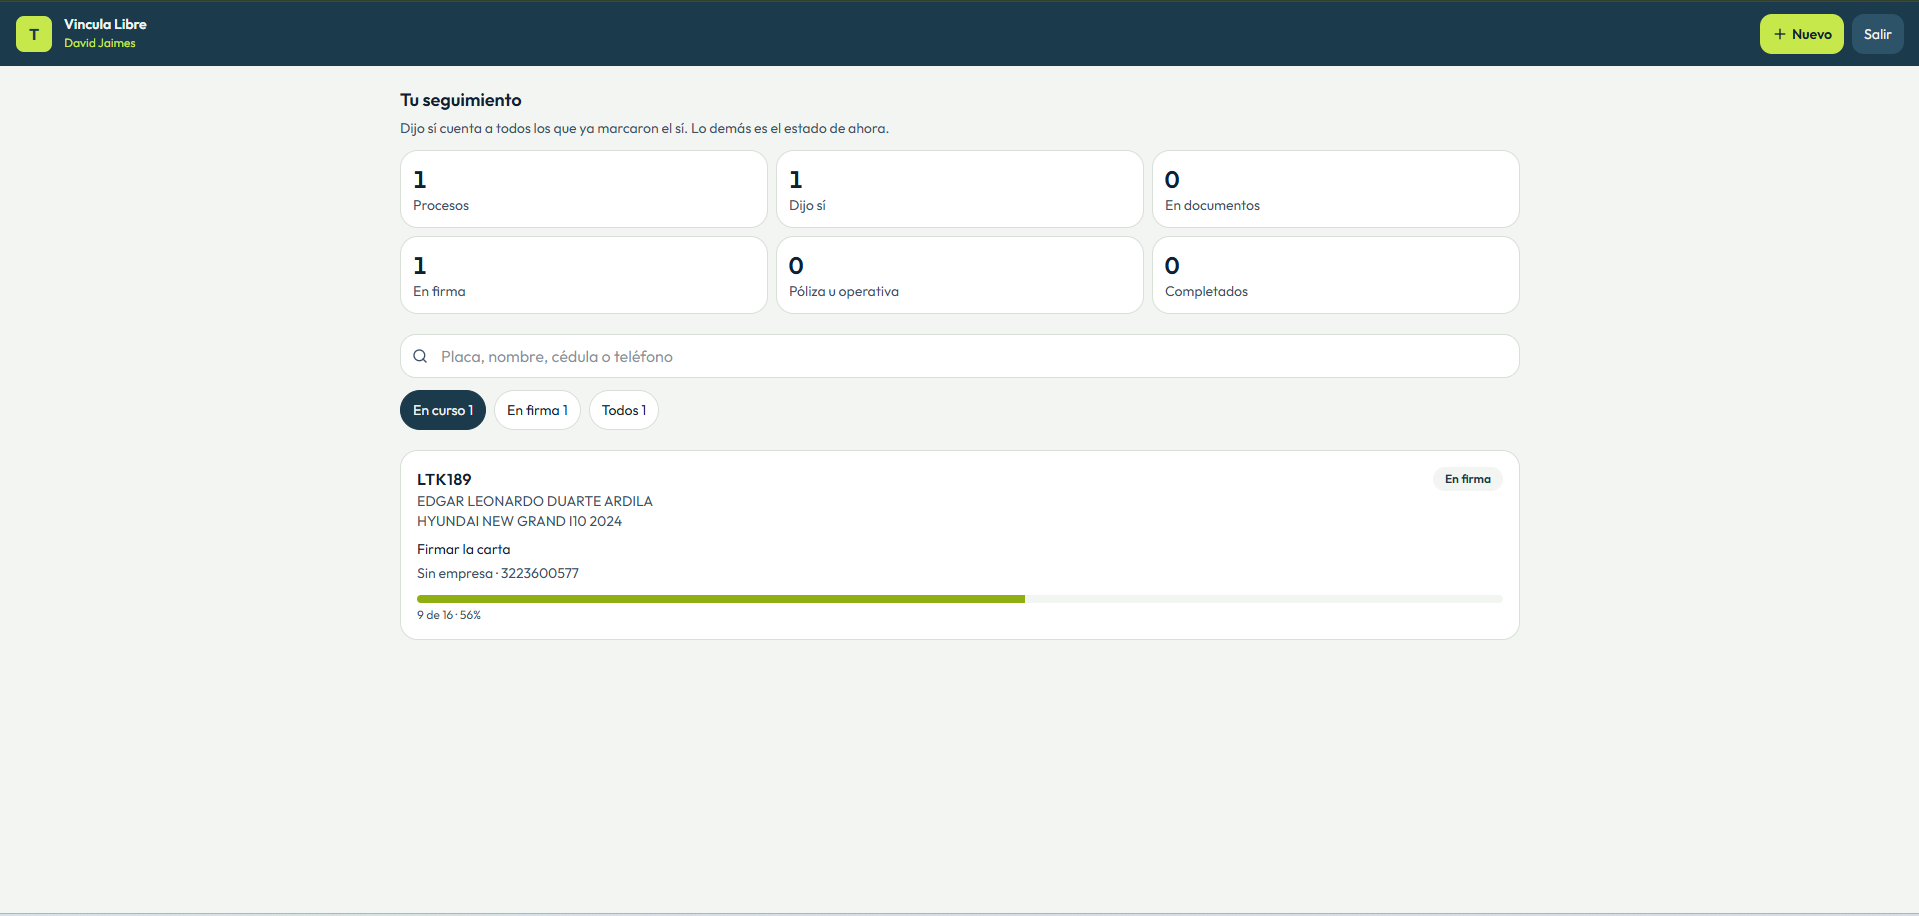 T
Vincula Libre
David Jaimes
+ Nuevo
Salir
Tu seguimiento
Dijo sí cuenta a todos los que ya marcaron el sí. Lo demás es el estado de ahora.
1
Procesos
1
Dijo sí
0
En documentos
1
En firma
0
Póliza u operativa
0
Completados
Placa, nombre, cédula o teléfono
En curso 1
En firma 1
Todos 1
LTK189
En firma
EDGAR LEONARDO DUARTE ARDILA
HYUNDAI NEW GRAND I10 2024
Firmar la carta
Sin empresa · 3223600577
9 de 16 · 56%